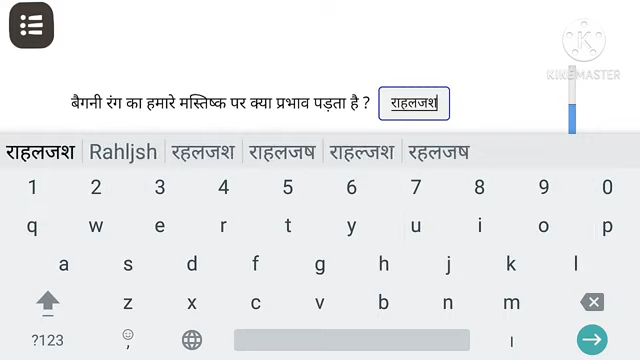 KINEMASTER
बैगनी रंग का हमारे मस्तिष्क पर क्या प्रभाव पड़ता है ? राहलजश
राहलजश Rahljsh रहलजश राहलजष राहल्जश रहलजष
1 2 3 4 5 6 7 8 9 0
q w e r t y u i o p
a s d f g h j k l
z x c v b n m
?123 , ।